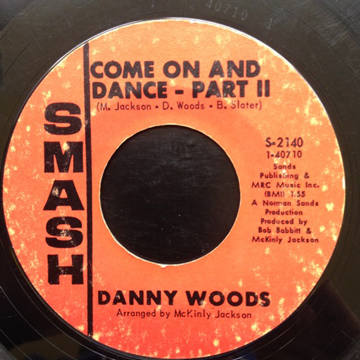 COME ON AND
DANCE - PART II
(M. Jackson • D. Woods • B. Slater)
SMASH
S-2140
1-40710
Sands
Publishing &
MRC Music Inc.
(BMI) 1:55
A Norman Sands
Production
Produced by
Bob Babbitt &
McKinly Jackson
DANNY WOODS
Arranged by McKinly Jackson